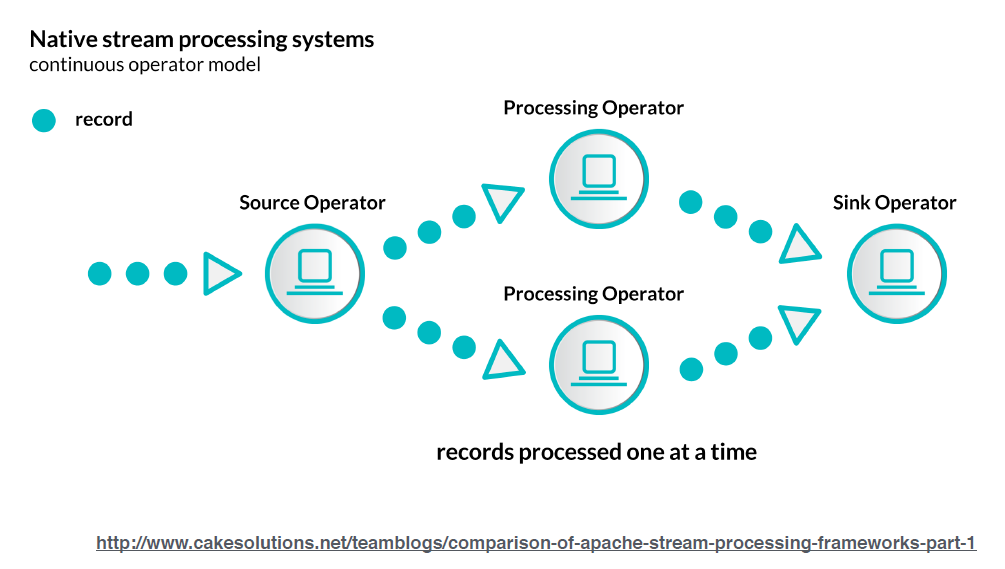 Native stream processing systems
continuous operator model
record
Processing Operator
Source Operator
Sink Operator
Processing Operator
records processed one at a time
http://www.cakesolutions.net/teamblogs/comparison-of-apache-stream-processing-frameworks-part-1